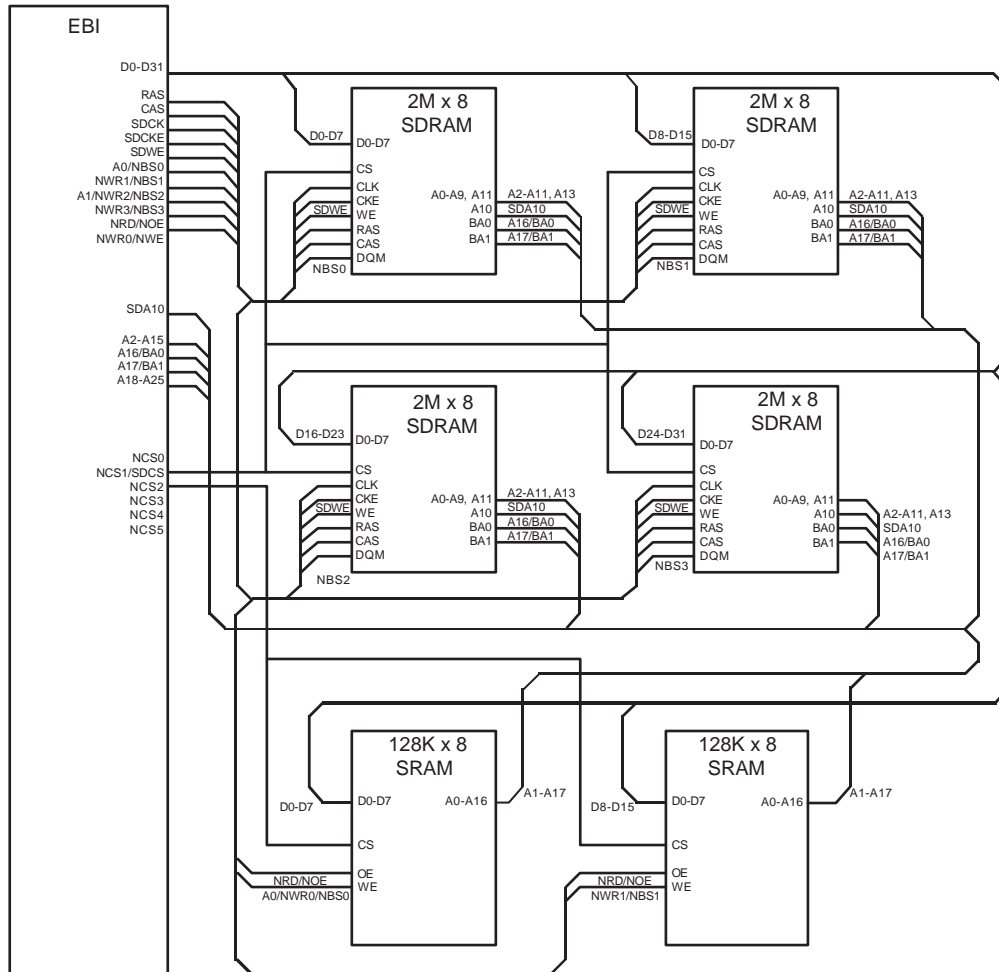 EBI
D0-D31
RAS
CAS
SDCK
SDCKE
SDWE
A0/NBS0
NWR1/NBS1
A1/NWR2/NBS2
NWR3/NBS3
NRD/NOE
NWR0/NWE
SDA10
A2-A15
A16/BA0
A17/BA1
A18-A25
NCS0
NCS1/SDCS
NCS2
NCS3
NCS4
NCS5
2M x 8
SDRAM
D0-D7
D0-D7
CS
CLK
CKE
SDWE
WE
RAS
CAS
DQM
NBS0
A0-A9, A11
A10
BA0
BA1
A2-A11, A13
SDA10
A16/BA0
A17/BA1
2M x 8
SDRAM
D8-D15
D0-D7
CS
CLK
CKE
SDWE
WE
RAS
CAS
DQM
NBS1
A0-A9, A11
A10
BA0
BA1
A2-A11, A13
SDA10
A16/BA0
A17/BA1
2M x 8
SDRAM
D16-D23
D0-D7
CS
CLK
CKE
SDWE
WE
RAS
CAS
DQM
NBS2
A0-A9, A11
A10
BA0
BA1
A2-A11, A13
SDA10
A16/BA0
A17/BA1
2M x 8
SDRAM
D24-D31
D0-D7
CS
CLK
CKE
SDWE
WE
RAS
CAS
DQM
NBS3
A0-A9, A11
A10
BA0
BA1
A2-A11, A13
SDA10
A16/BA0
A17/BA1
128K x 8
SRAM
D0-D7
D0-D7
A0-A16
A1-A17
CS
OE
NRD/NOE
WE
A0/NWR0/NBS0
128K x 8
SRAM
D8-D15
D0-D7
A0-A16
A1-A17
CS
OE
NRD/NOE
WE
NWR1/NBS1